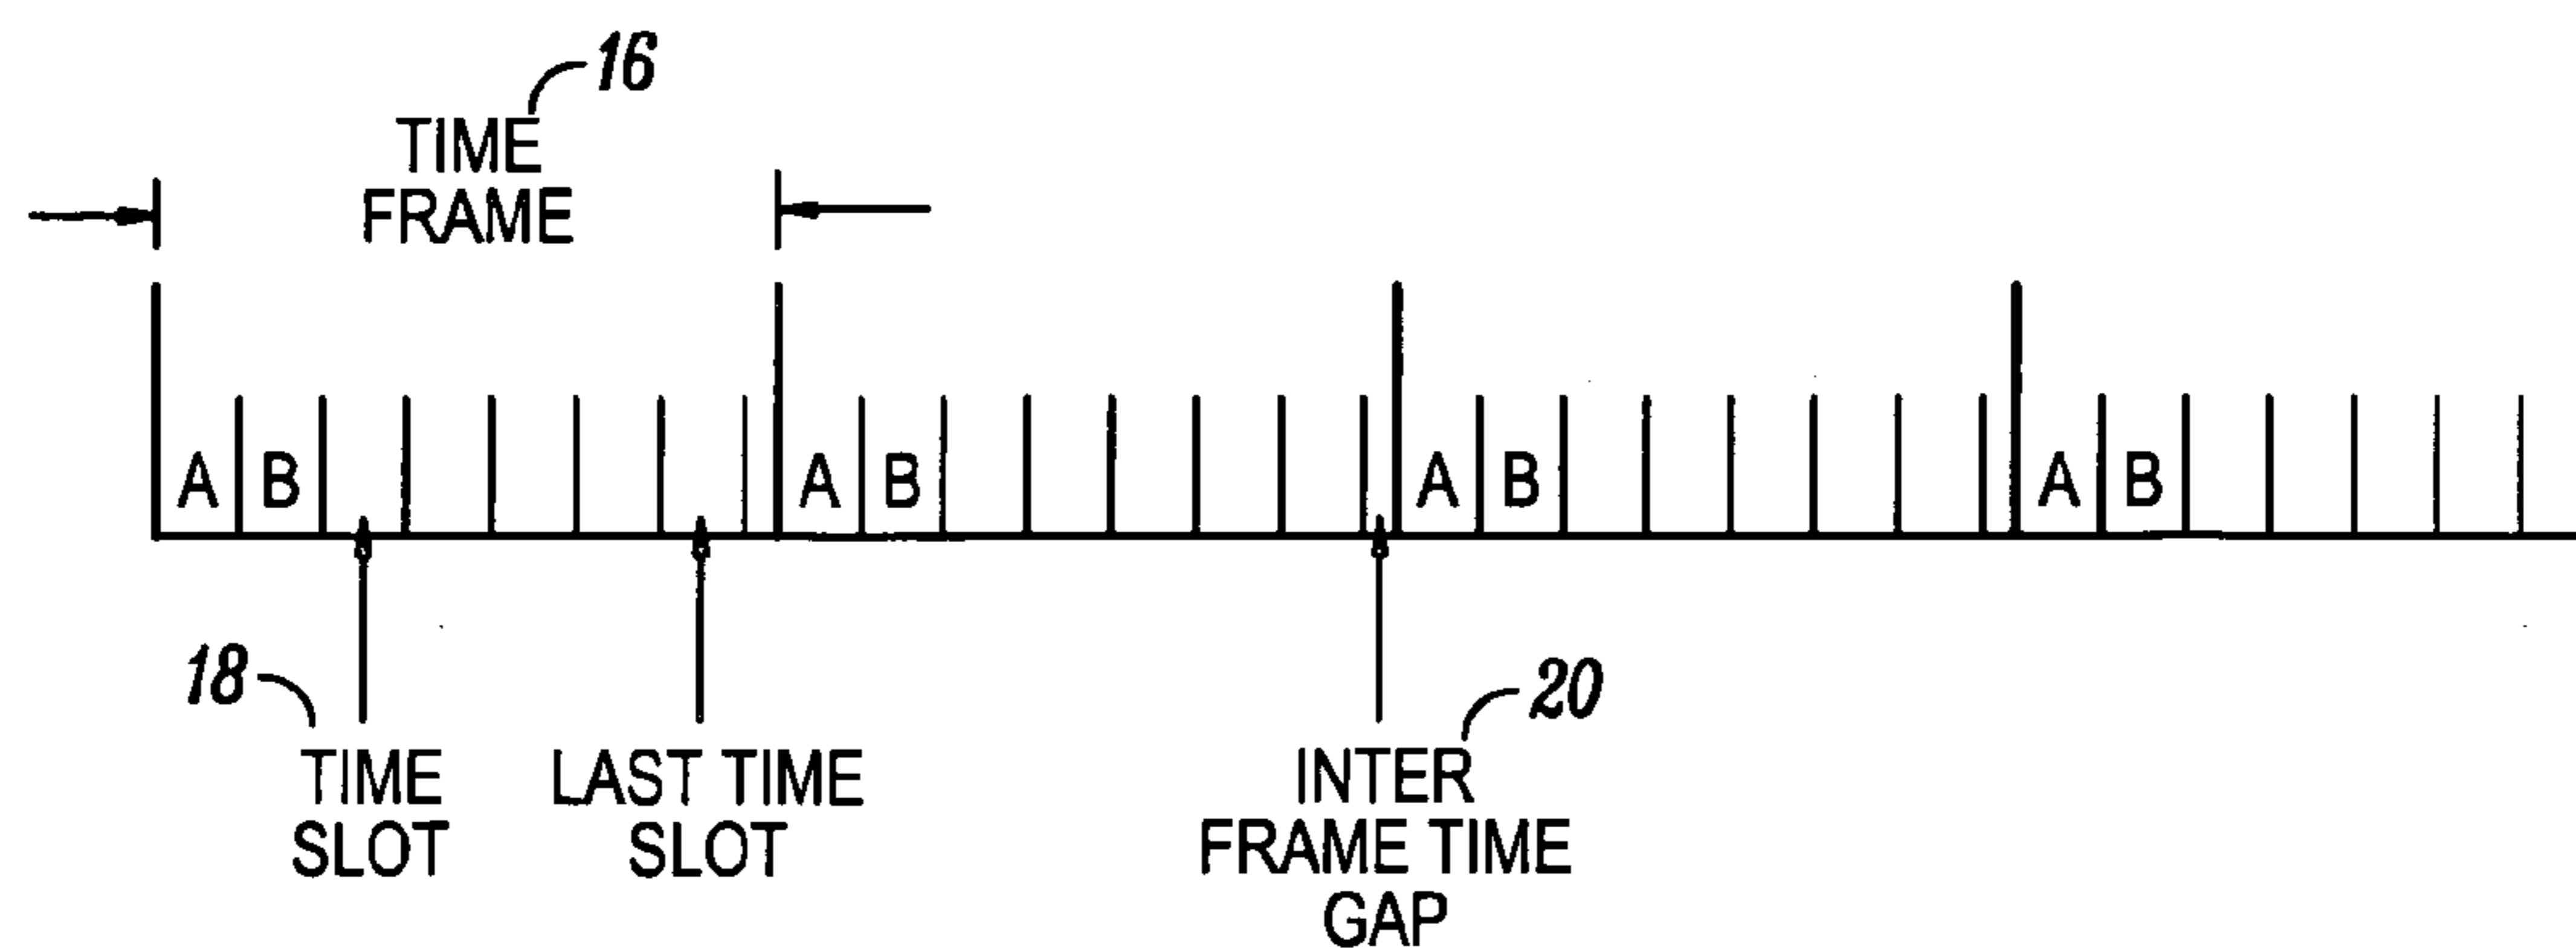 16
TIME
FRAME
A B A B A B A B
18
20
TIME
SLOT
LAST TIME
SLOT
INTER
FRAME TIME
GAP